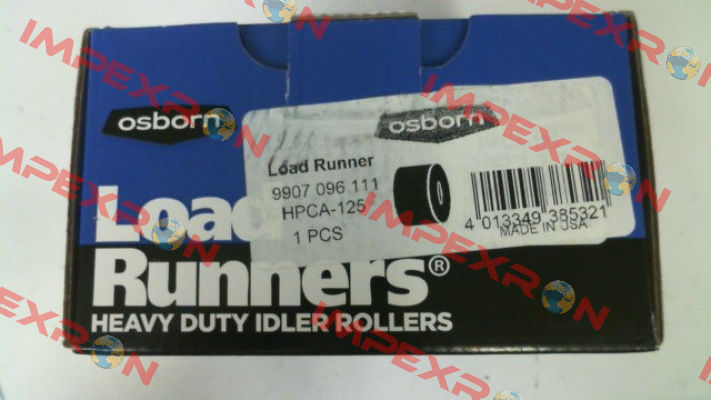 osborn
osborn
Load Runner
9907 096 111
HPCA-125
1 PCS
4 013349 385321
MADE IN USA
Load
Runners®
HEAVY DUTY IDLER ROLLERS
IMPEXRON
IMPEXRON
IMPEXRON
IMPEXRON
IMPEXRON